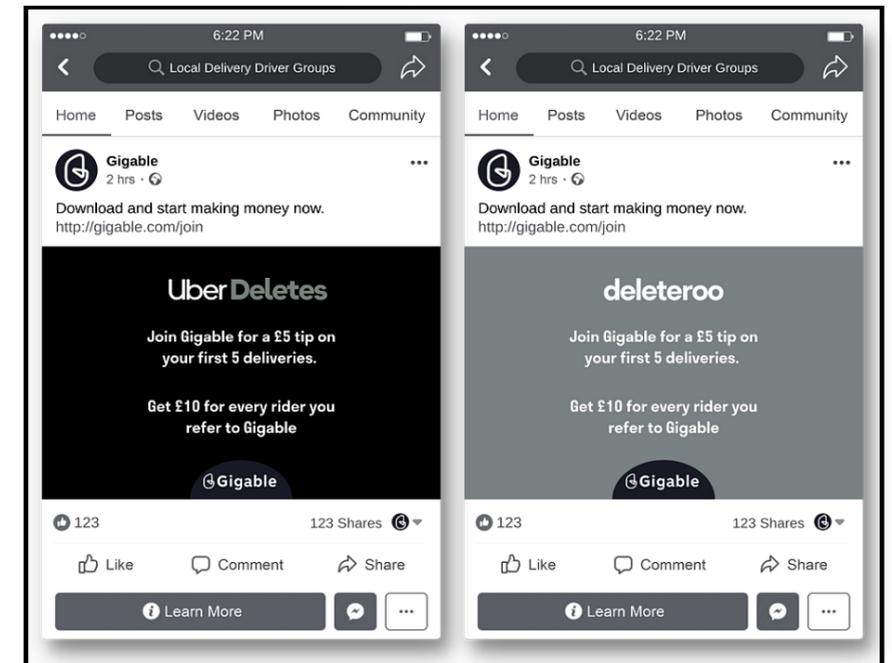 6:22 PM
Local Delivery Driver Groups
Home Posts Videos Photos Community
Gigable
2 hrs ·
Download and start making money now.
http://gigable.com/join
Uber Deletes
Join Gigable for a £5 tip on
your first 5 deliveries.
Get £10 for every rider you
refer to Gigable
Gigable
123 123 Shares
Like Comment Share
Learn More
6:22 PM
Local Delivery Driver Groups
Home Posts Videos Photos Community
Gigable
2 hrs ·
Download and start making money now.
http://gigable.com/join
deleteroo
Join Gigable for a £5 tip on
your first 5 deliveries.
Get £10 for every rider you
refer to Gigable
Gigable
123 123 Shares
Like Comment Share
Learn More